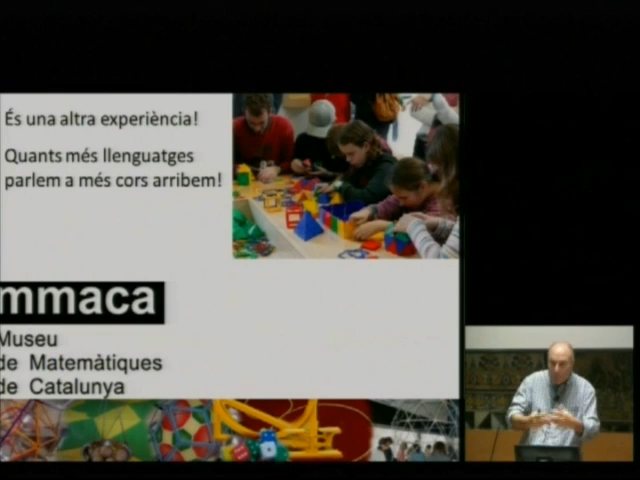 És una altra experiència!
Quants més llenguatges
parlem a més cors arribem!
mmaca
Museu
de Matemàtiques
de Catalunya